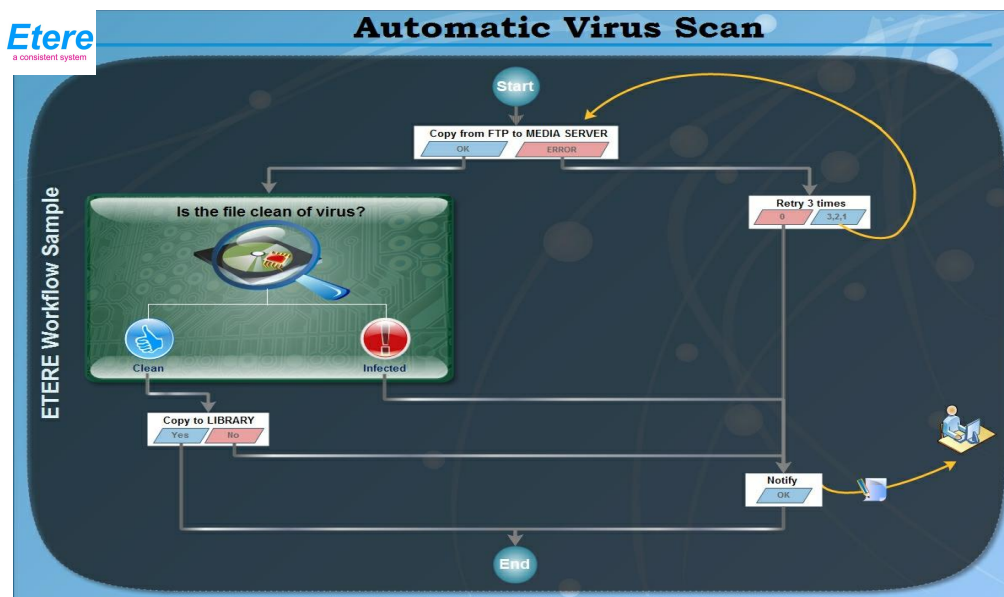 Etere
a consistent system
Automatic Virus Scan
ETERE Workflow Sample
Start
Copy from FTP to MEDIA SERVER
OK
ERROR
Is the file clean of virus?
Retry 3 times
0
3,2,1
Clean
Infected
Copy to LIBRARY
Yes
No
Notify
OK
End